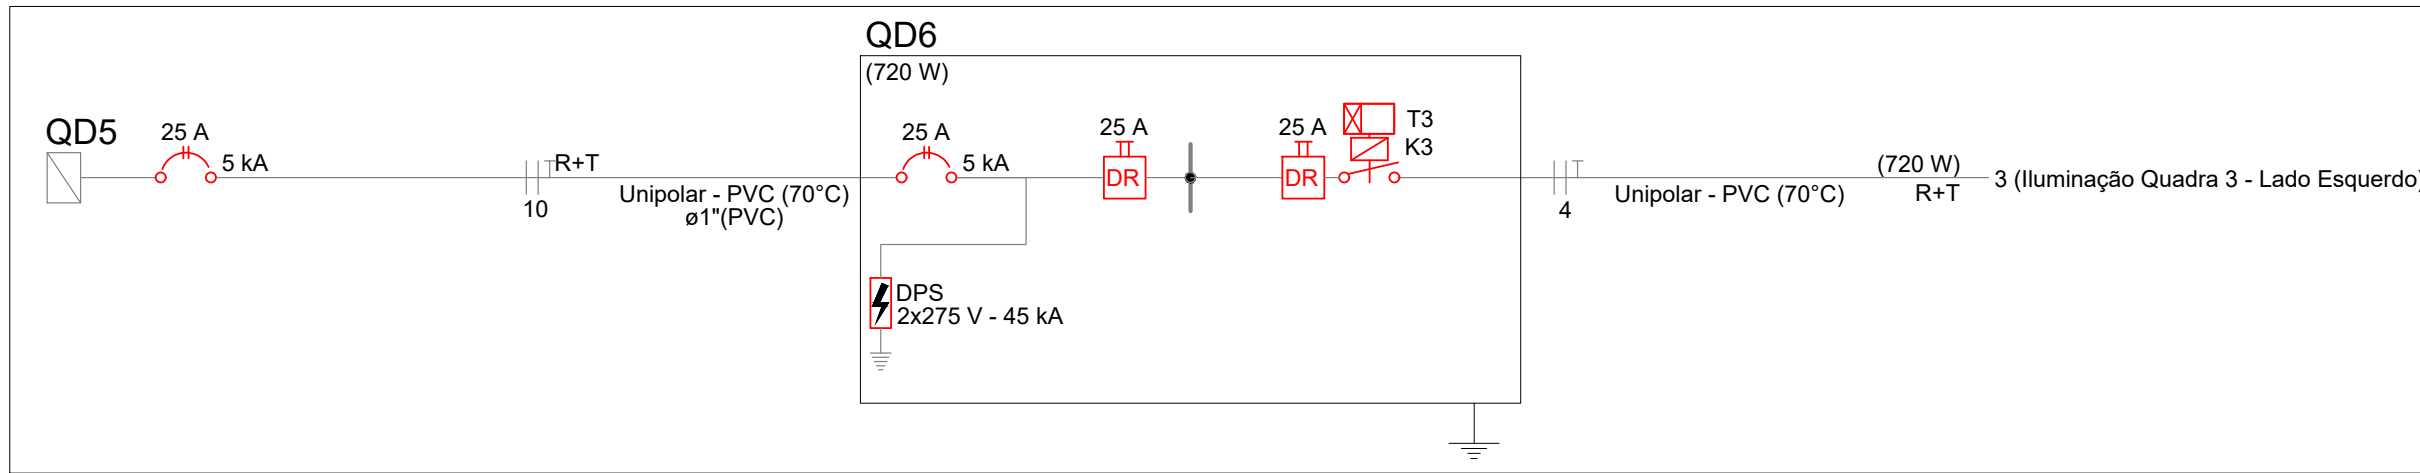 QD6
(720 W)
QD5
25 A
5 kA
R+T
10
Unipolar - PVC (70°C)
ø1"(PVC)
25 A
5 kA
25 A
DR
25 A
DR
T3
K3
DPS
2x275 V - 45 kA
4
Unipolar - PVC (70°C)
(720 W)
R+T
3 (Iluminação Quadra 3 - Lado Esquerdo)